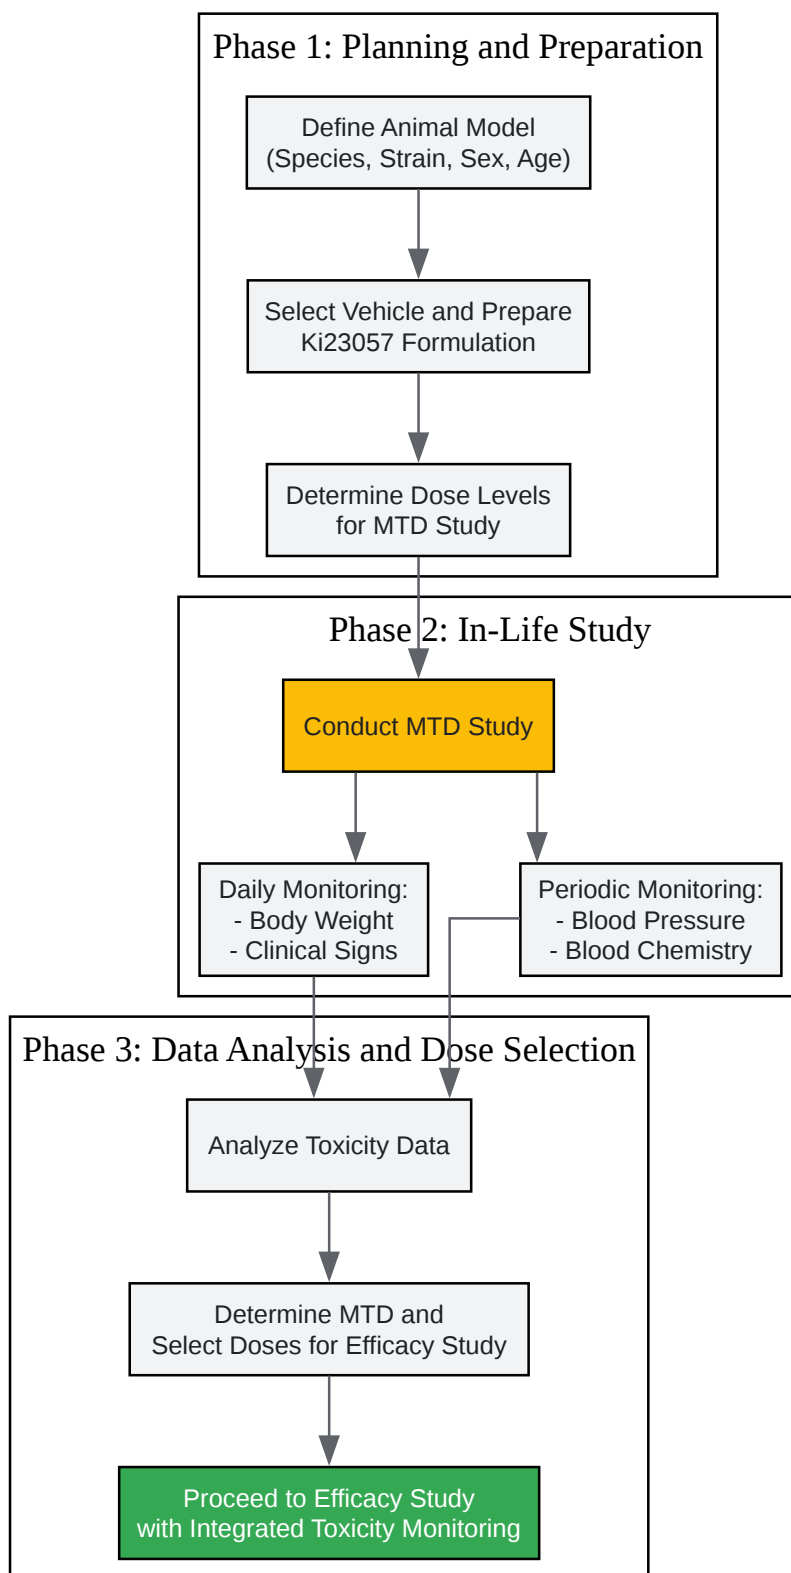 Phase 1: Planning and Preparation
Define Animal Model
(Species, Strain, Sex, Age)
Select Vehicle and Prepare
Ki23057 Formulation
Determine Dose Levels
for MTD Study
Phase 2: In-Life Study
Conduct MTD Study
Daily Monitoring:
- Body Weight
- Clinical Signs
Periodic Monitoring:
- Blood Pressure
- Blood Chemistry
Phase 3: Data Analysis and Dose Selection
Analyze Toxicity Data
Determine MTD and
Select Doses for Efficacy Study
Proceed to Efficacy Study
with Integrated Toxicity Monitoring